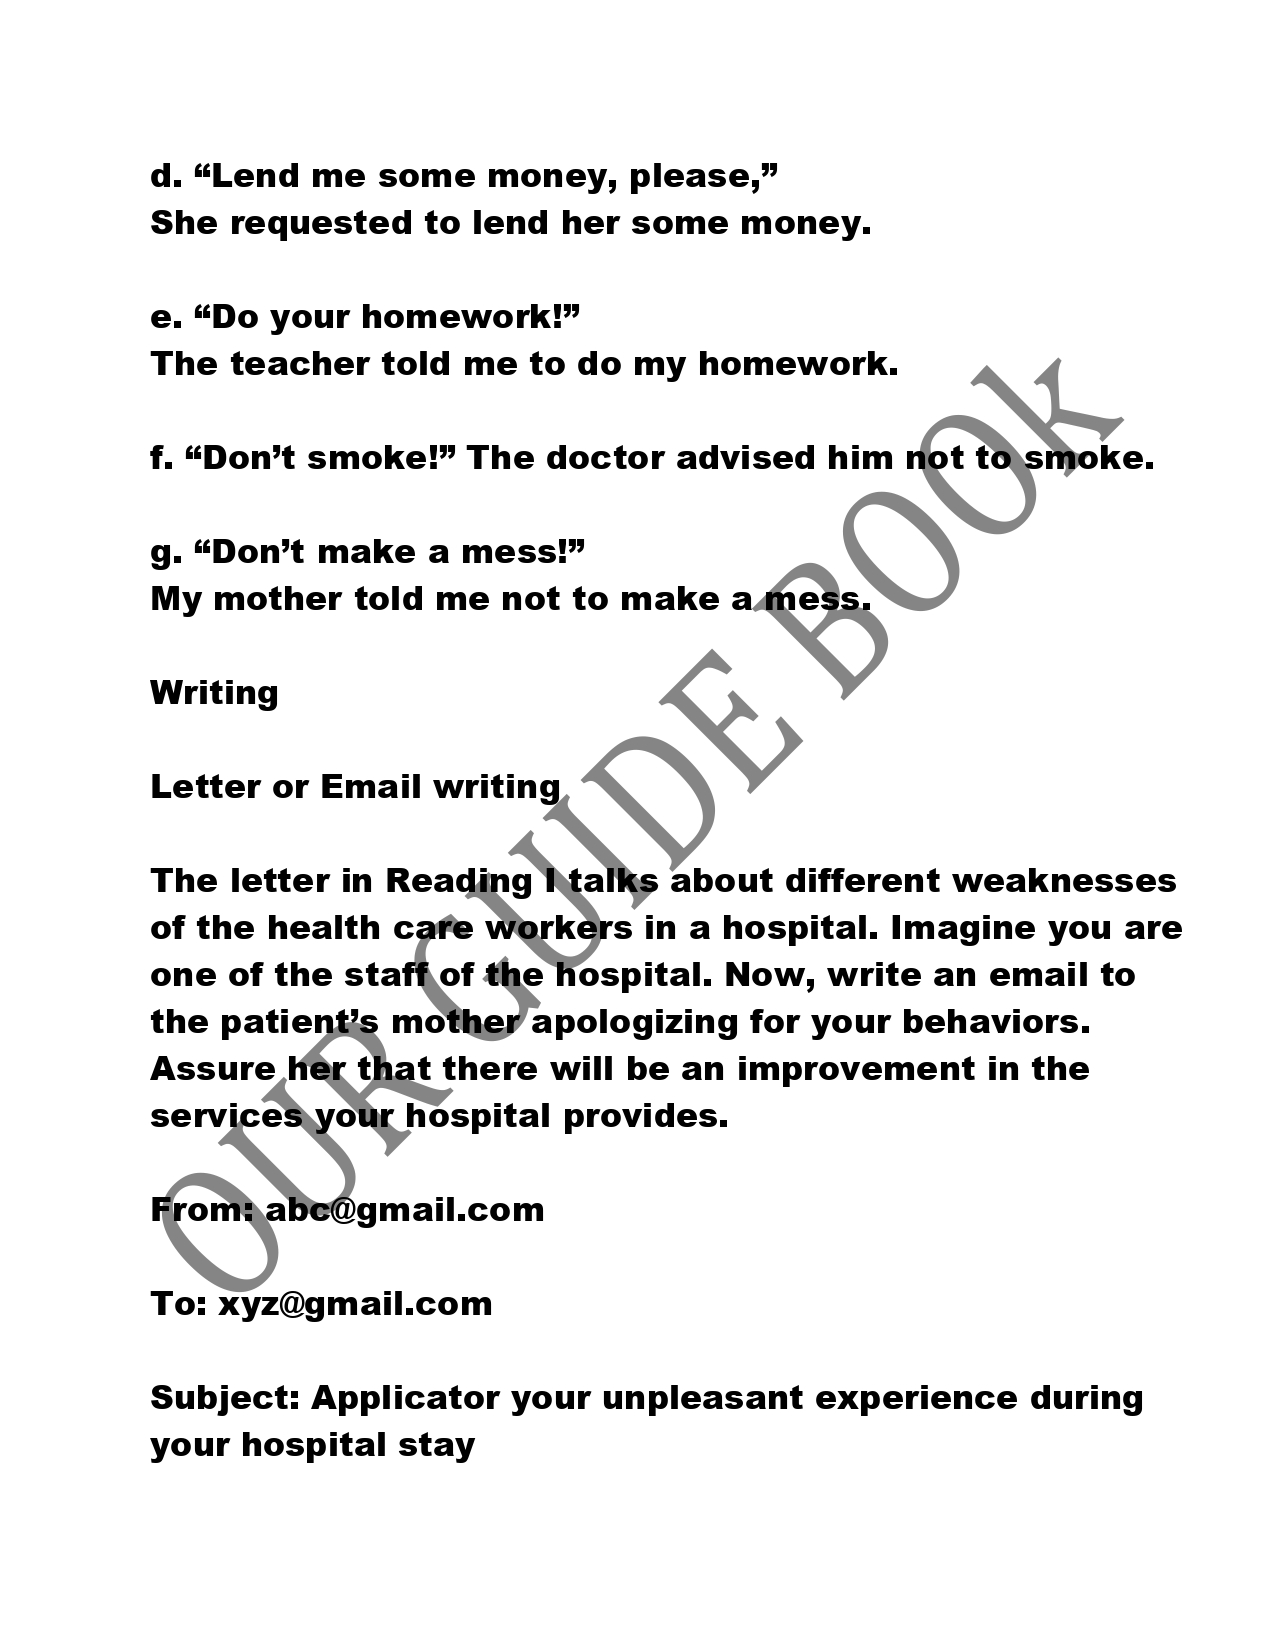 d. “Lend me some money, please,”
She requested to lend her some money.
e. “Do your homework!”
The teacher told me to do my homework.
f. “Don’t smoke!” The doctor advised him not to smoke.
g. “Don’t make a mess!”
My mother told me not to make a mess.
Writing
Letter or Email writing
The letter in Reading I talks about different weaknesses
of the health care workers in a hospital. Imagine you are
one of the staff of the hospital. Now, write an email to
the patient’s mother apologizing for your behaviors.
Assure her that there will be an improvement in the
services your hospital provides.
From: abc@gmail.com
To: xyz@gmail.com
Subject: Applicator your unpleasant experience during
your hospital stay
OUR GUIDE BOOk